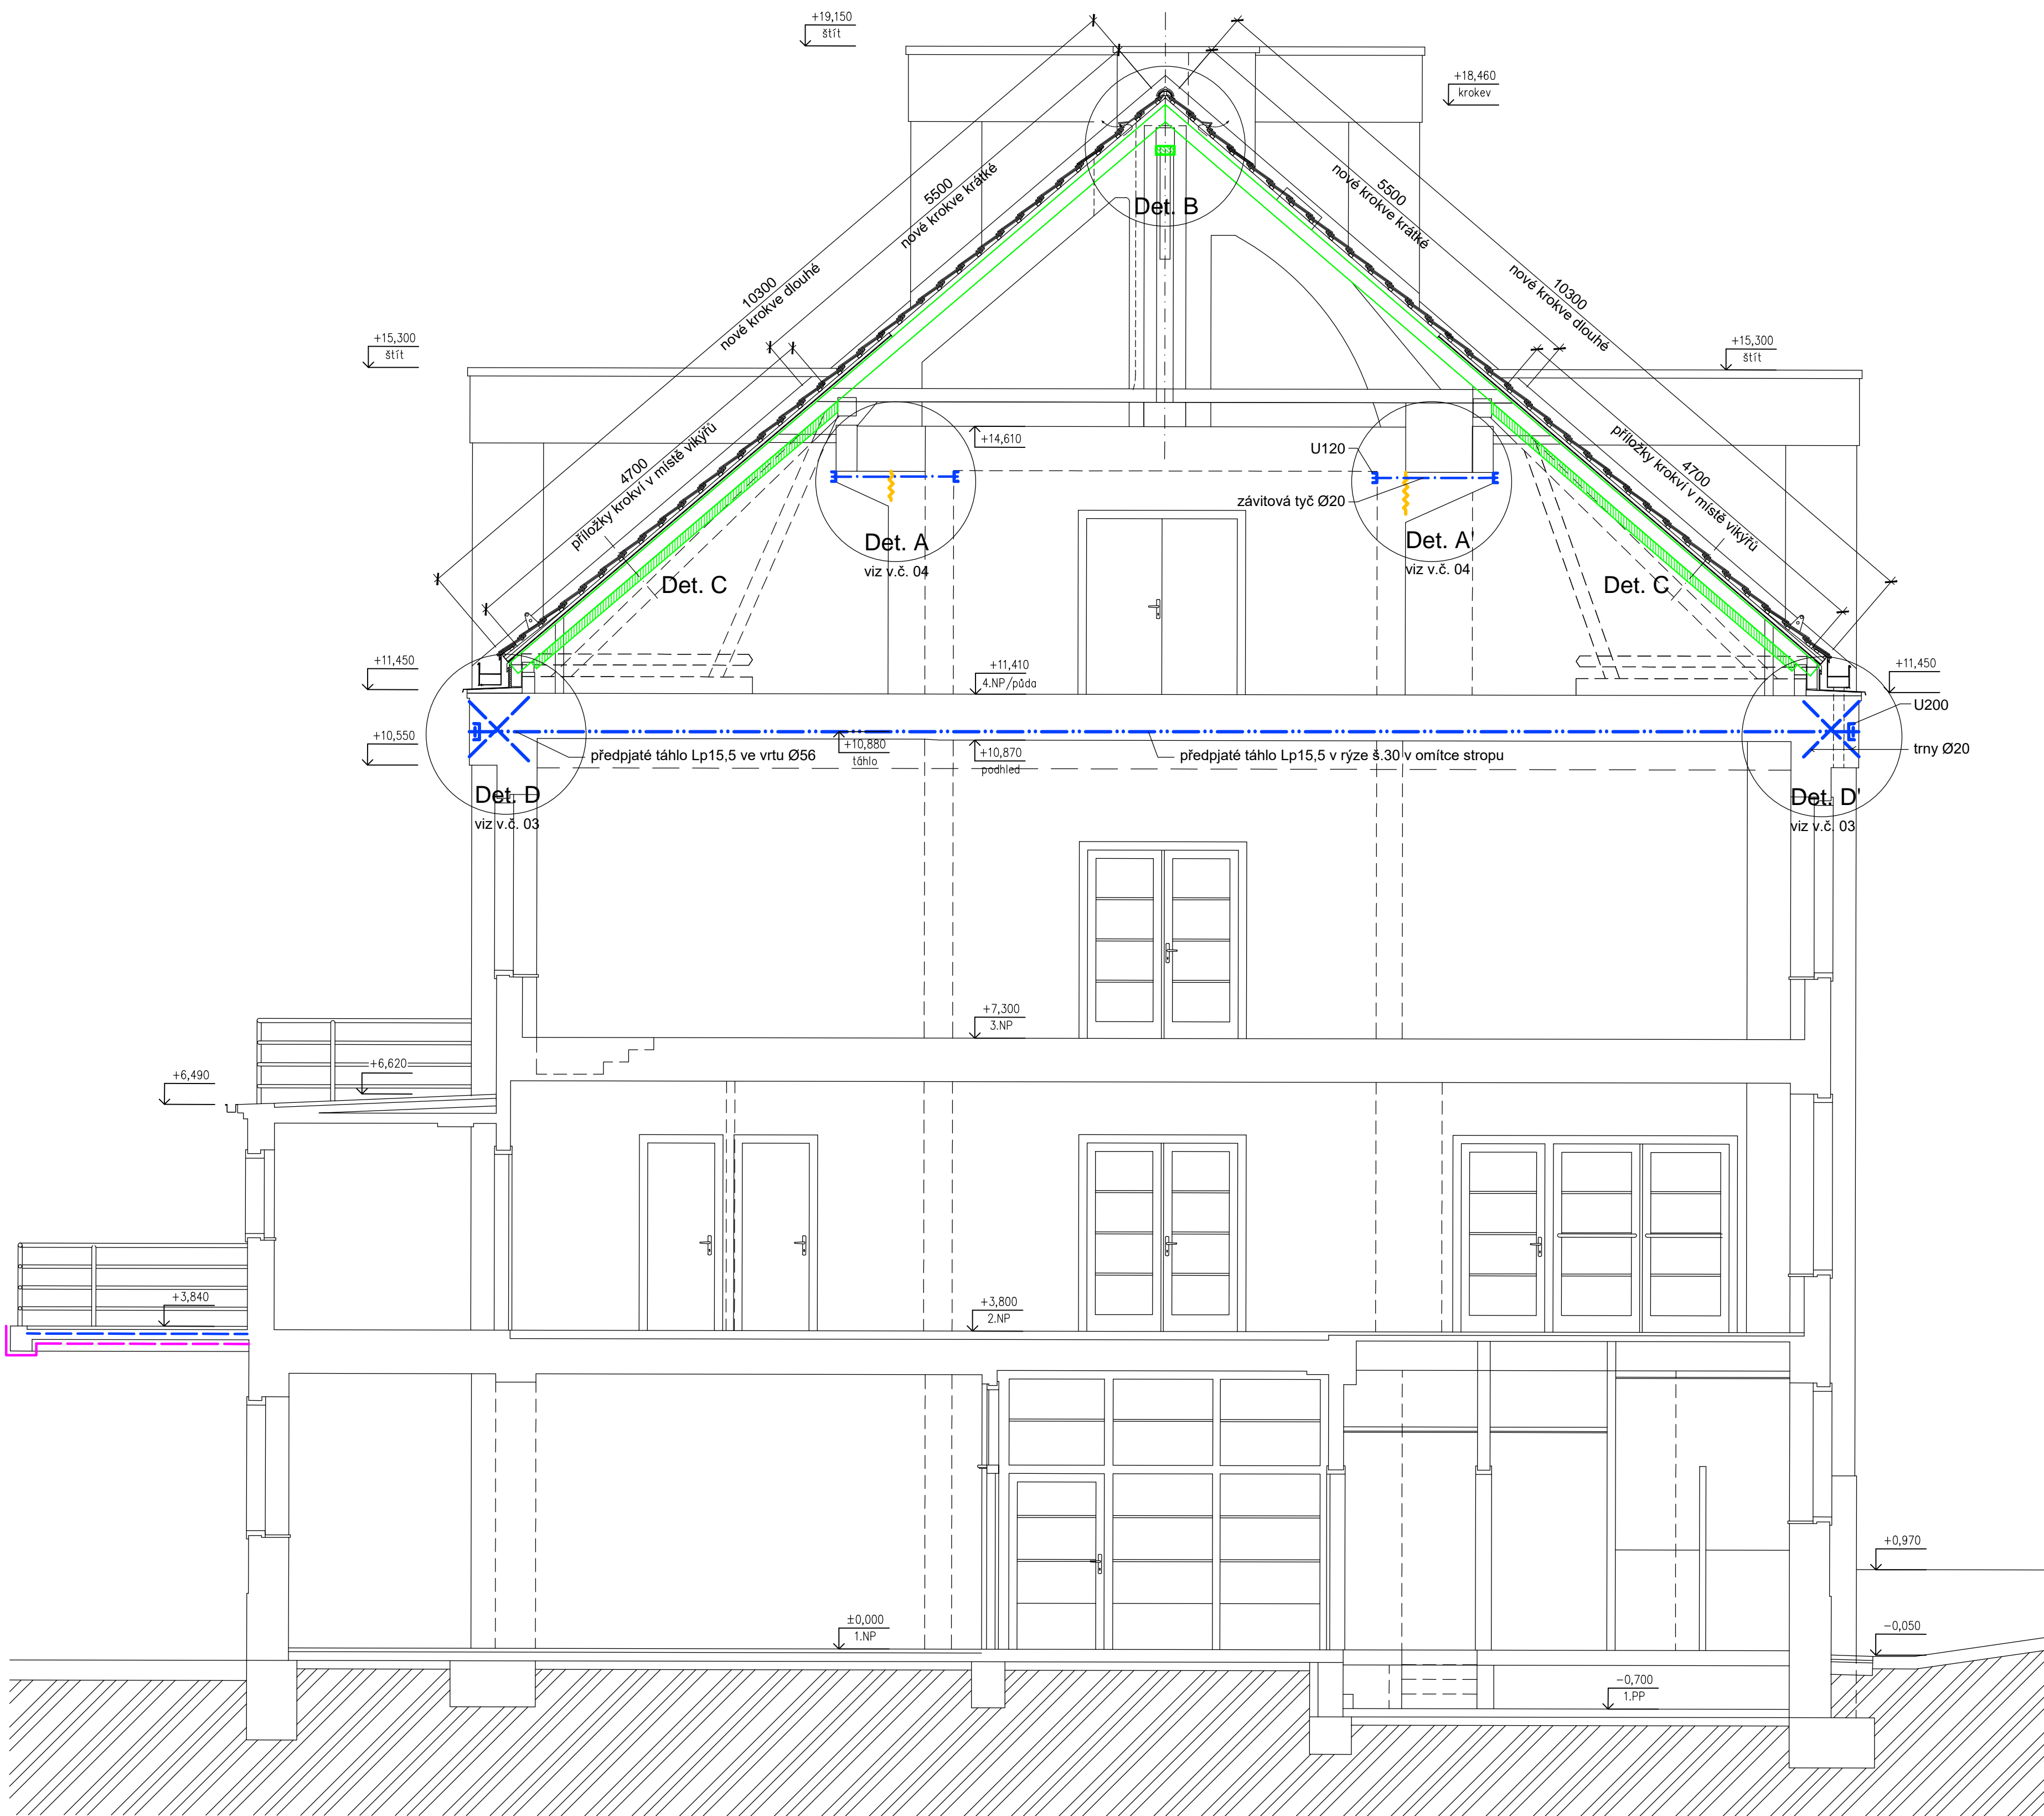 +19,150
štít
+18,460
krokev
5500
nové krokve krátké
5500
nové krokve krátké
Det. B
10300
nové krokve dlouhé
10300
nové krokve dlouhé
+15,300
štít
+15,300
štít
+14,610
4700
příložky krokví v místě vikýřů
4700
příložky krokví v místě vikýřů
U120
závitová tyč Ø20
Det. A
viz v.č. 04
Det. A'
viz v.č. 04
Det. C
Det. C
+11,450
+11,410
4.NP/půda
+11,450
U200
+10,550
předpjaté táhlo Lp15,5 ve vrtu Ø56
+10,880
táhlo
+10,870
podhled
předpjaté táhlo Lp15,5 v rýze š.30 v omítce stropu
trny Ø20
Det. D
viz v.č. 03
Det. D'
viz v.č. 03
+7,300
3.NP
+6,620
+6,490
+3,840
+3,800
2.NP
+0,970
±0,000
1.NP
-0,050
-0,700
1.PP